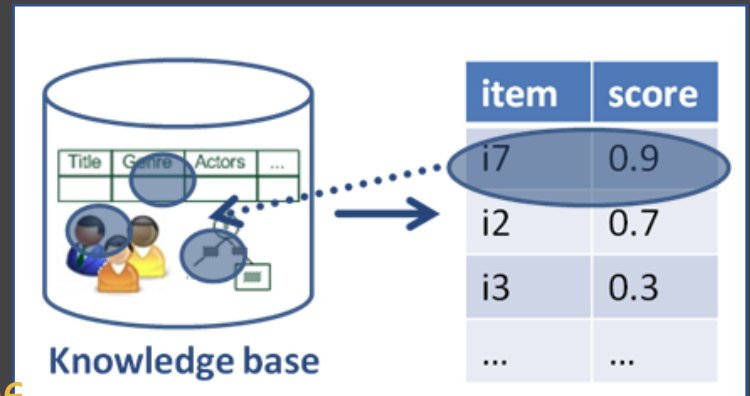 item score
Title Genre Actors ...
i7 0.9
i2 0.7
i3 0.3
... ...
Knowledge base